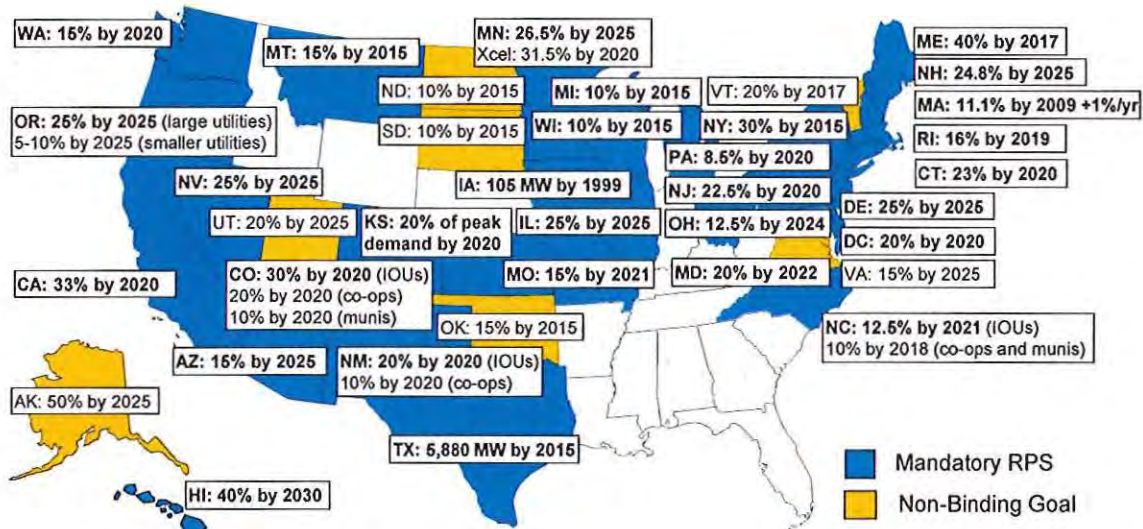 WA: 15% by 2020
MT: 15% by 2015
MN: 26.5% by 2025
Xcel: 31.5% by 2020
ME: 40% by 2017
NH: 24.8% by 2025
ND: 10% by 2015
MI: 10% by 2015
VT: 20% by 2017
MA: 11.1% by 2009 +1%/yr
OR: 25% by 2025 (large utilities)
5-10% by 2025 (smaller utilities)
SD: 10% by 2015
WI: 10% by 2015
NY: 30% by 2015
RI: 16% by 2019
PA: 8.5% by 2020
CT: 23% by 2020
NV: 25% by 2025
IA: 105 MW by 1999
NJ: 22.5% by 2020
DE: 25% by 2025
UT: 20% by 2025
KS: 20% of peak
demand by 2020
IL: 25% by 2025
OH: 12.5% by 2024
DC: 20% by 2020
CA: 33% by 2020
CO: 30% by 2020 (IOUs)
20% by 2020 (co-ops)
10% by 2020 (munis)
MO: 15% by 2021
MD: 20% by 2022
VA: 15% by 2025
OK: 15% by 2015
NC: 12.5% by 2021 (IOUs)
10% by 2018 (co-ops and munis)
AZ: 15% by 2025
NM: 20% by 2020 (IOUs)
10% by 2020 (co-ops)
AK: 50% by 2025
TX: 5,880 MW by 2015
HI: 40% by 2030
Mandatory RPS
Non-Binding Goal